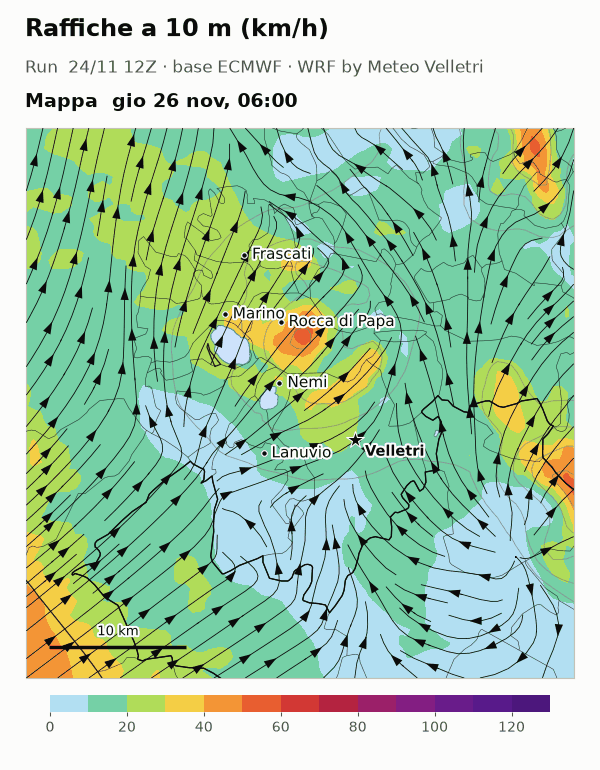 Raffiche a 10 m (km/h)
Run 24/11 12Z · base ECMWF · WRF by Meteo Velletri
Mappa gio 26 nov, 06:00
Frascati
Marino
Rocca di Papa
Nemi
Velletri
Lanuvio
10 km
0 20 40 60 80 100 120